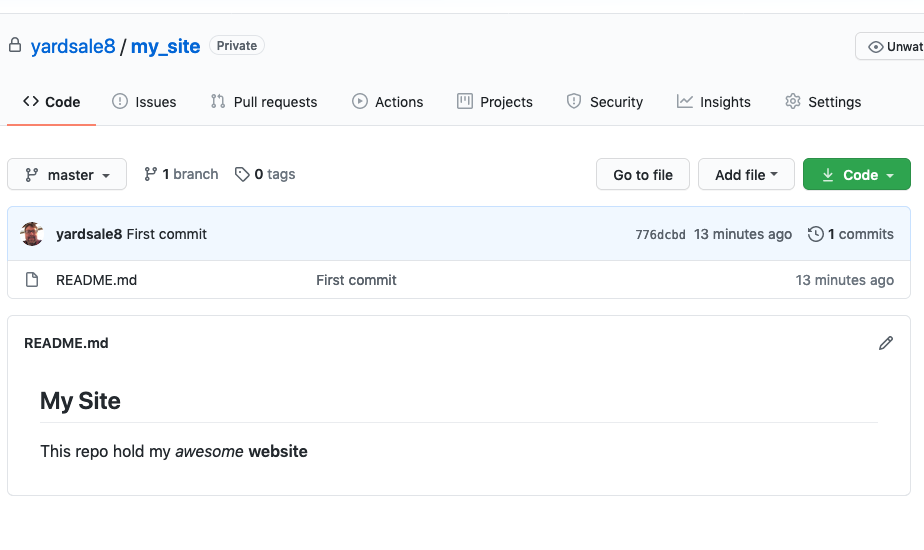 yardsale8 / my_site Private Unwat
Code Issues Pull requests Actions Projects Security Insights Settings
master 1 branch 0 tags Go to file Add file Code
yardsale8 First commit 776dcbd 13 minutes ago 1 commits
README.md First commit 13 minutes ago
README.md
My Site
This repo hold my awesome website